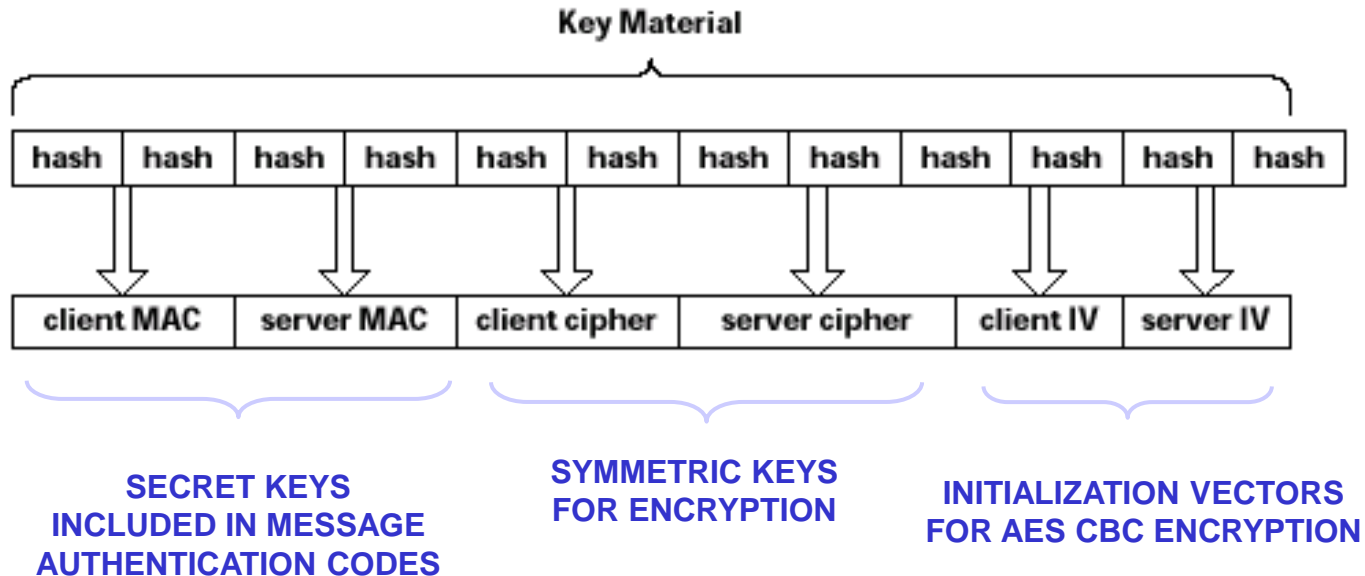 Key Material
hash hash hash hash hash hash hash hash hash hash hash hash
client MAC server MAC client cipher server cipher client IV server IV
SECRET KEYS
INCLUDED IN MESSAGE
AUTHENTICATION CODES
SYMMETRIC KEYS
FOR ENCRYPTION
INITIALIZATION VECTORS
FOR AES CBC ENCRYPTION